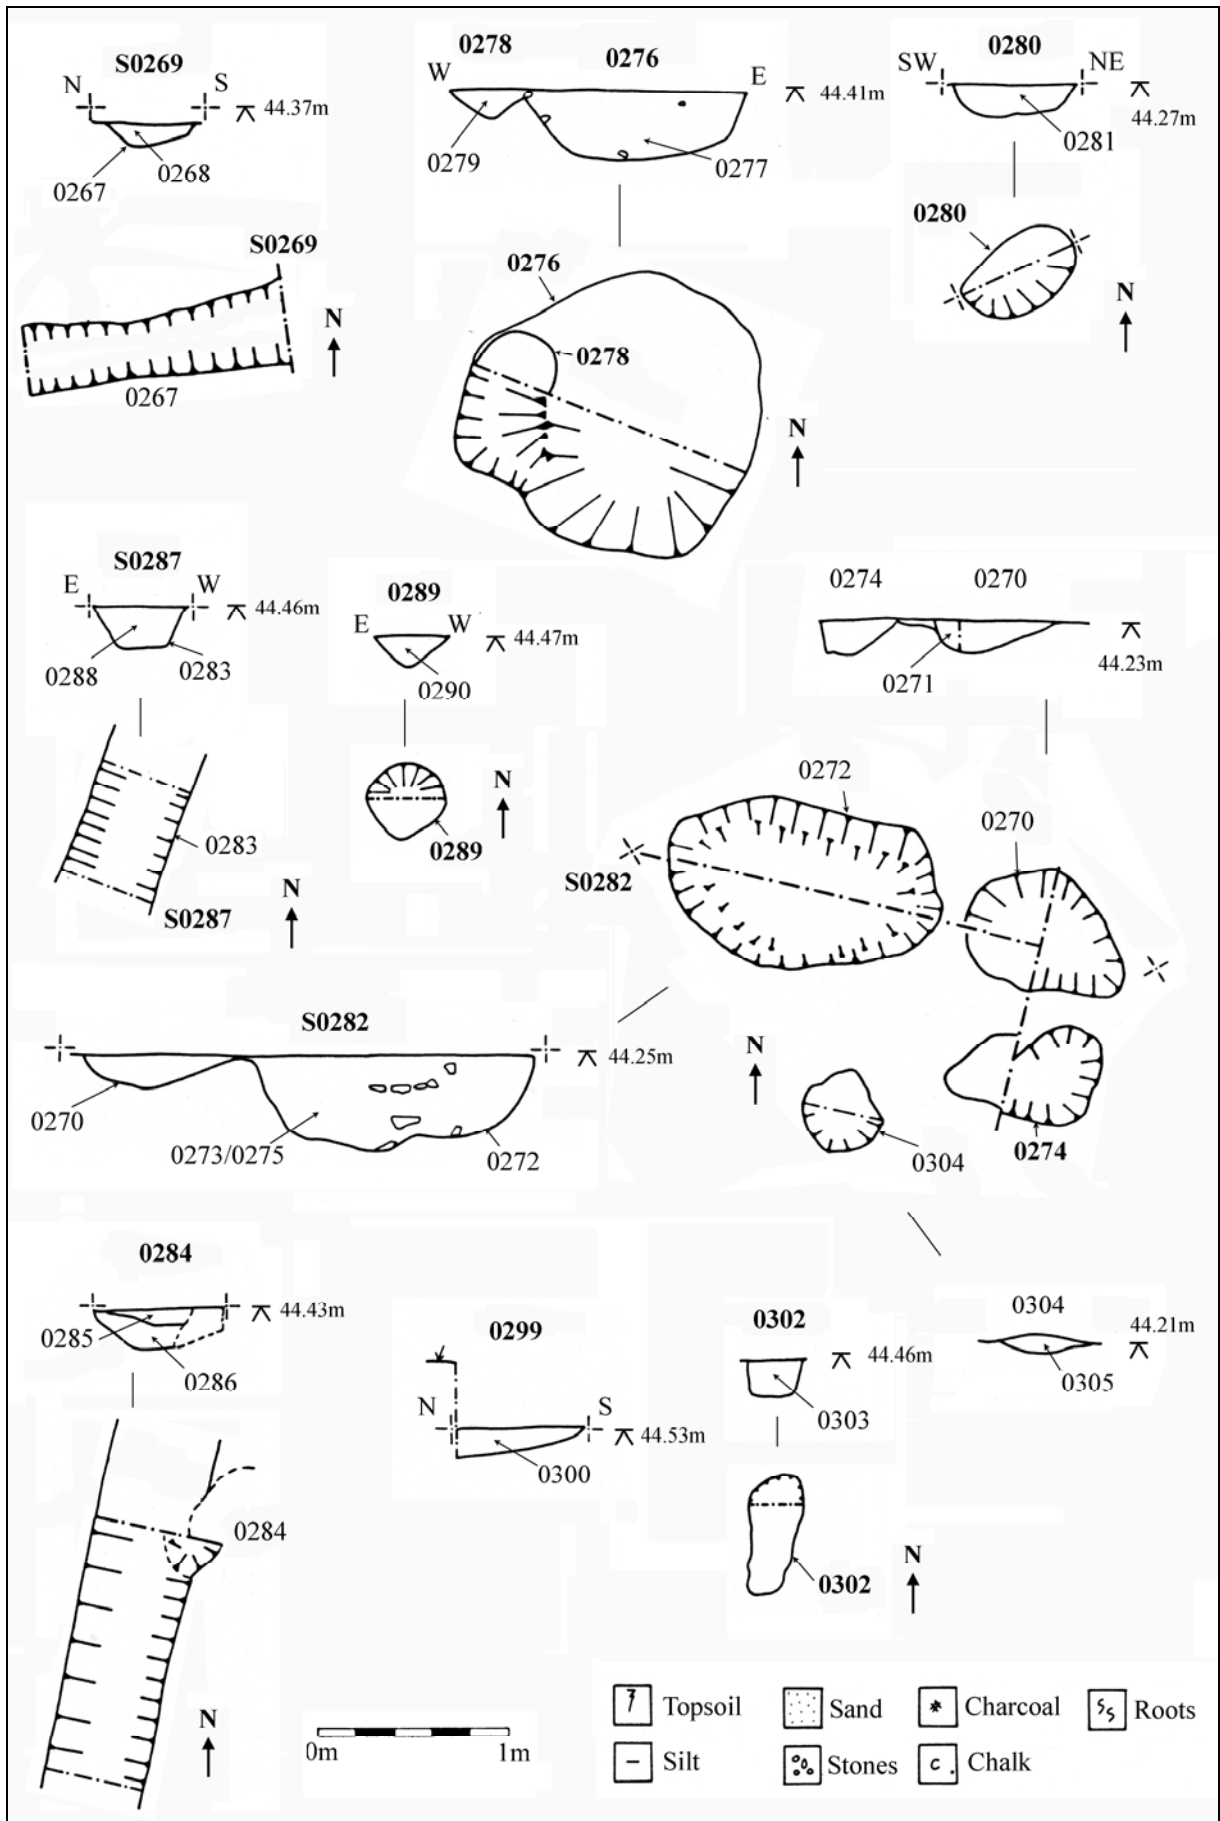 S0269
N S
44.37m
0267
0268
S0269
N
0267
0278
0276
W E
44.41m
0279
0277
0276
0278
N
0280
SW NE
44.27m
0281
0280
N
S0287
E W
44.46m
0288
0283
0283
S0287
N
0289
E W
44.47m
0290
N
0289
0274
0270
44.23m
0271
0272
0270
S0282
N
0304
0274
S0282
44.25m
0270
0273/0275
0272
0284
44.43m
0285
0286
0284
N
0299
N S
44.53m
0300
0302
44.46m
0303
0302
N
0304
44.21m
0305
0m 1m
Topsoil Sand Charcoal Roots
Silt Stones Chalk